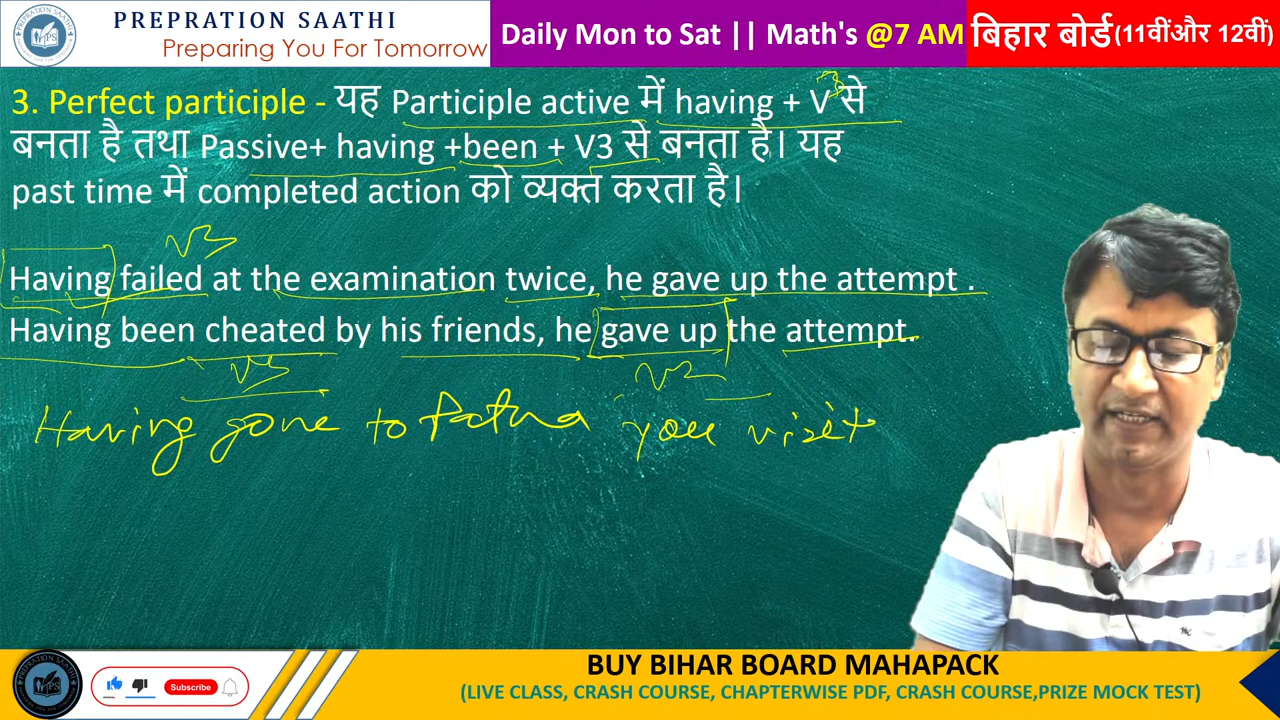 PREPRATION SAATHI
Preparing You For Tomorrow
Daily Mon to Sat || Math's @7 AM
बिहार बोर्ड(11वींऔर 12वीं)
3. Perfect participle - यह Participle active में having + V³ से
बनता है तथा Passive+ having +been + V3 से बनता है। यह
past time में completed action को व्यक्त करता है।
V3
Having failed at the examination twice, he gave up the attempt .
Having been cheated by his friends, he gave up the attempt.
V3 V2
Having gone to Patna you visit
Subscribe
BUY BIHAR BOARD MAHAPACK
(LIVE CLASS, CRASH COURSE, CHAPTERWISE PDF, CRASH COURSE,PRIZE MOCK TEST)